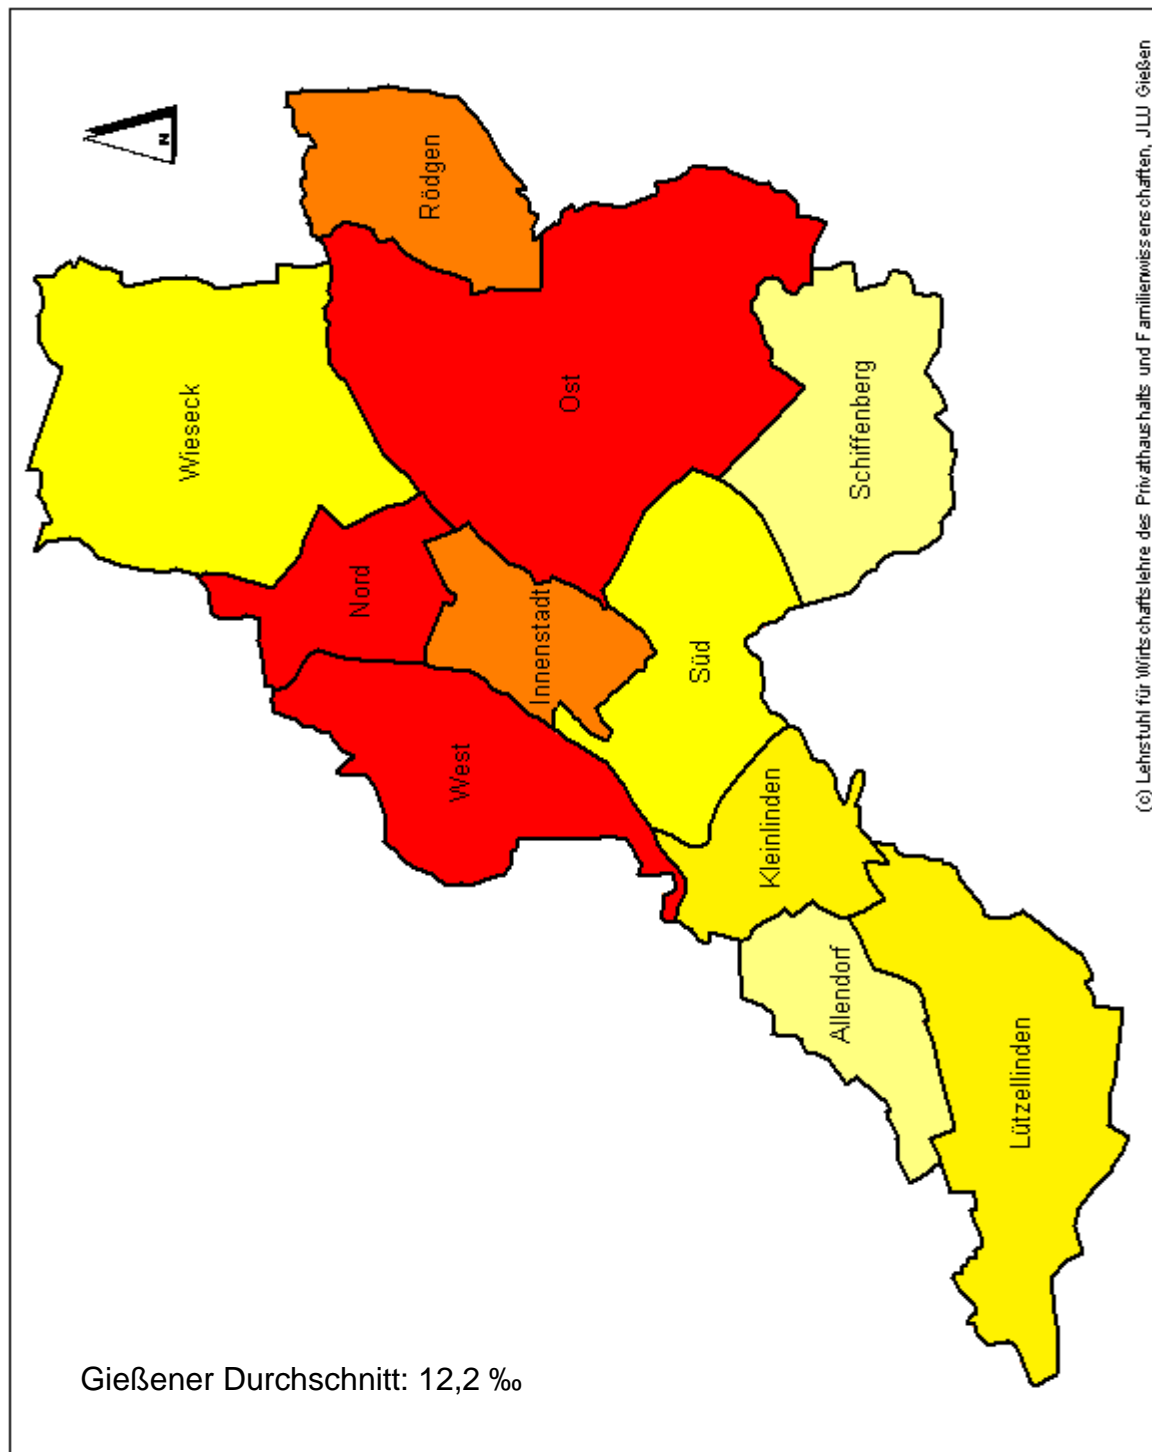 N
Rödgen
Wieseck
Ost
Schiffenberg
Nord
Innenstadt
Süd
West
Kleinlinden
Allendorf
Lützellinden
Gießener Durchschnitt: 12,2 ‰
(c) Lehrstuhl für Wirtschaftslehre des Privathaushalts und Familienwissenschaften, JLU Gießen